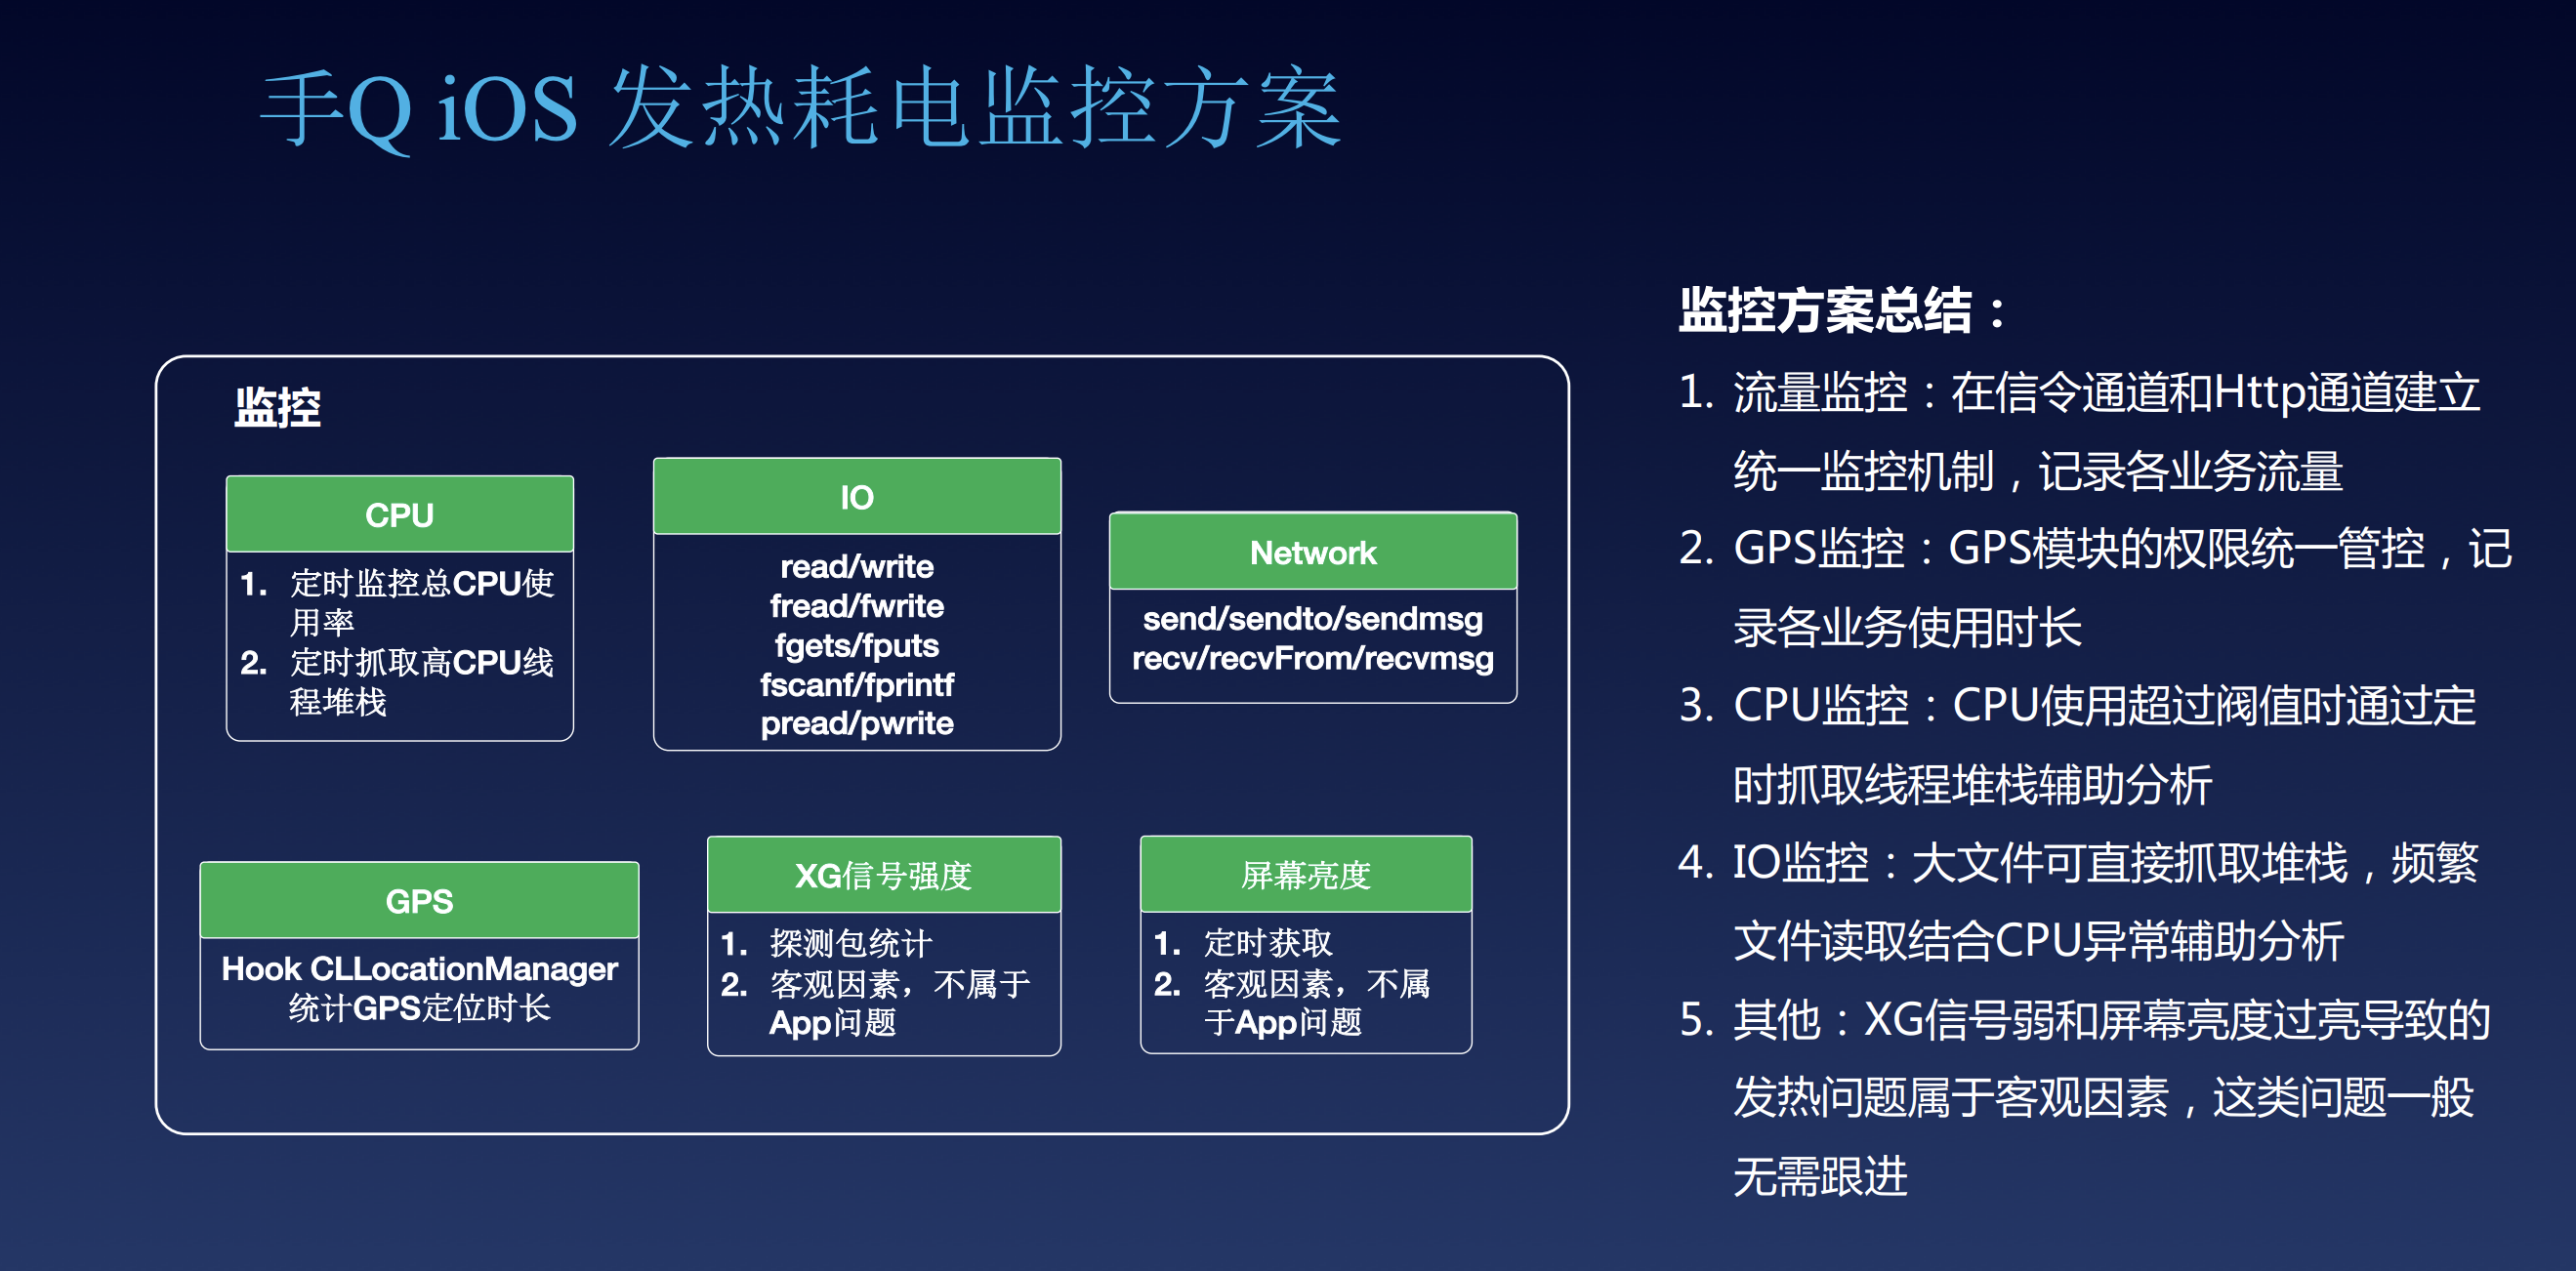 手Q iOS 发热耗电监控方案
监控
CPU
1. 定时监控总CPU使
用率
2. 定时抓取高CPU线
程堆栈
IO
read/write
fread/fwrite
fgets/fputs
fscanf/fprintf
pread/pwrite
Network
send/sendto/sendmsg
recv/recvFrom/recvmsg
GPS
Hook CLLocationManager
统计GPS定位时长
XG信号强度
1. 探测包统计
2. 客观因素，不属于
App问题
屏幕亮度
1. 定时获取
2. 客观因素，不属
于App问题
监控方案总结：
1. 流量监控：在信令通道和Http通道建立
统一监控机制，记录各业务流量
2. GPS监控：GPS模块的权限统一管控，记
录各业务使用时长
3. CPU监控：CPU使用超过阀值时通过定
时抓取线程堆栈辅助分析
4. IO监控：大文件可直接抓取堆栈，频繁
文件读取结合CPU异常辅助分析
5. 其他：XG信号弱和屏幕亮度过亮导致的
发热问题属于客观因素，这类问题一般
无需跟进